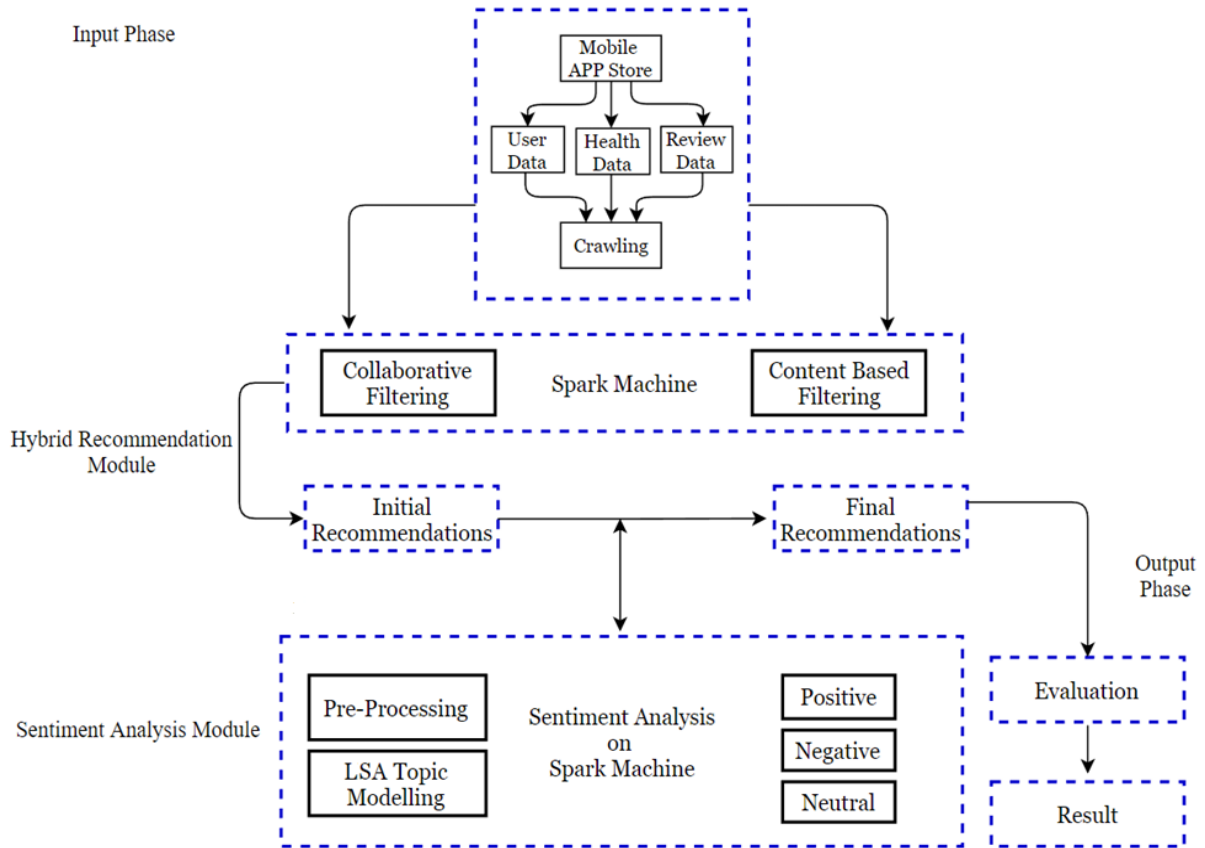 Input Phase
Mobile
APP Store
User
Data
Health
Data
Review
Data
Crawling
Collaborative
Filtering
Spark Machine
Content Based
Filtering
Hybrid Recommendation
Module
Initial
Recommendations
Final
Recommendations
Output
Phase
Sentiment Analysis Module
Pre-Processing
LSA Topic
Modelling
Sentiment Analysis
on
Spark Machine
Positive
Negative
Neutral
Evaluation
Result